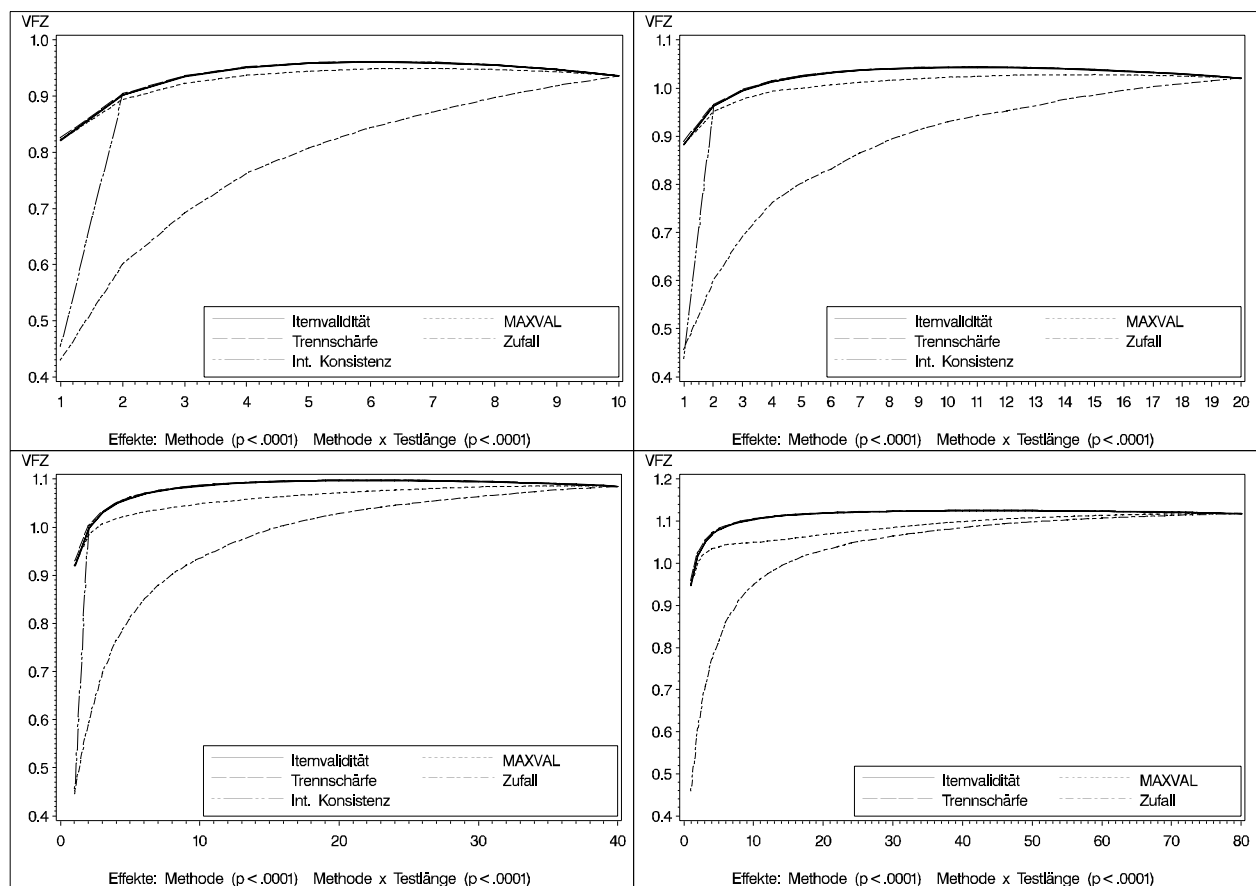 VFZ
1.0
0.9
0.8
0.7
0.6
0.5
0.4
1 2 3 4 5 6 7 8 9 10
Itemvalidität MAXVAL
Trennschärfe Zufall
Int. Konsistenz
Effekte: Methode (p<.0001) Methode x Testlänge (p<.0001)
VFZ
1.1
1.0
0.9
0.8
0.7
0.6
0.5
0.4
1 2 3 4 5 6 7 8 9 10 11 12 13 14 15 16 17 18 19 20
Itemvalidität MAXVAL
Trennschärfe Zufall
Int. Konsistenz
Effekte: Methode (p<.0001) Methode x Testlänge (p<.0001)
VFZ
1.1
1.0
0.9
0.8
0.7
0.6
0.5
0.4
0 10 20 30 40
Itemvalidität MAXVAL
Trennschärfe Zufall
Int. Konsistenz
Effekte: Methode (p<.0001) Methode x Testlänge (p<.0001)
VFZ
1.2
1.1
1.0
0.9
0.8
0.7
0.6
0.5
0.4
0 10 20 30 40 50 60 70 80
Itemvalidität MAXVAL
Trennschärfe Zufall
Effekte: Methode (p<.0001) Methode x Testlänge (p<.0001)